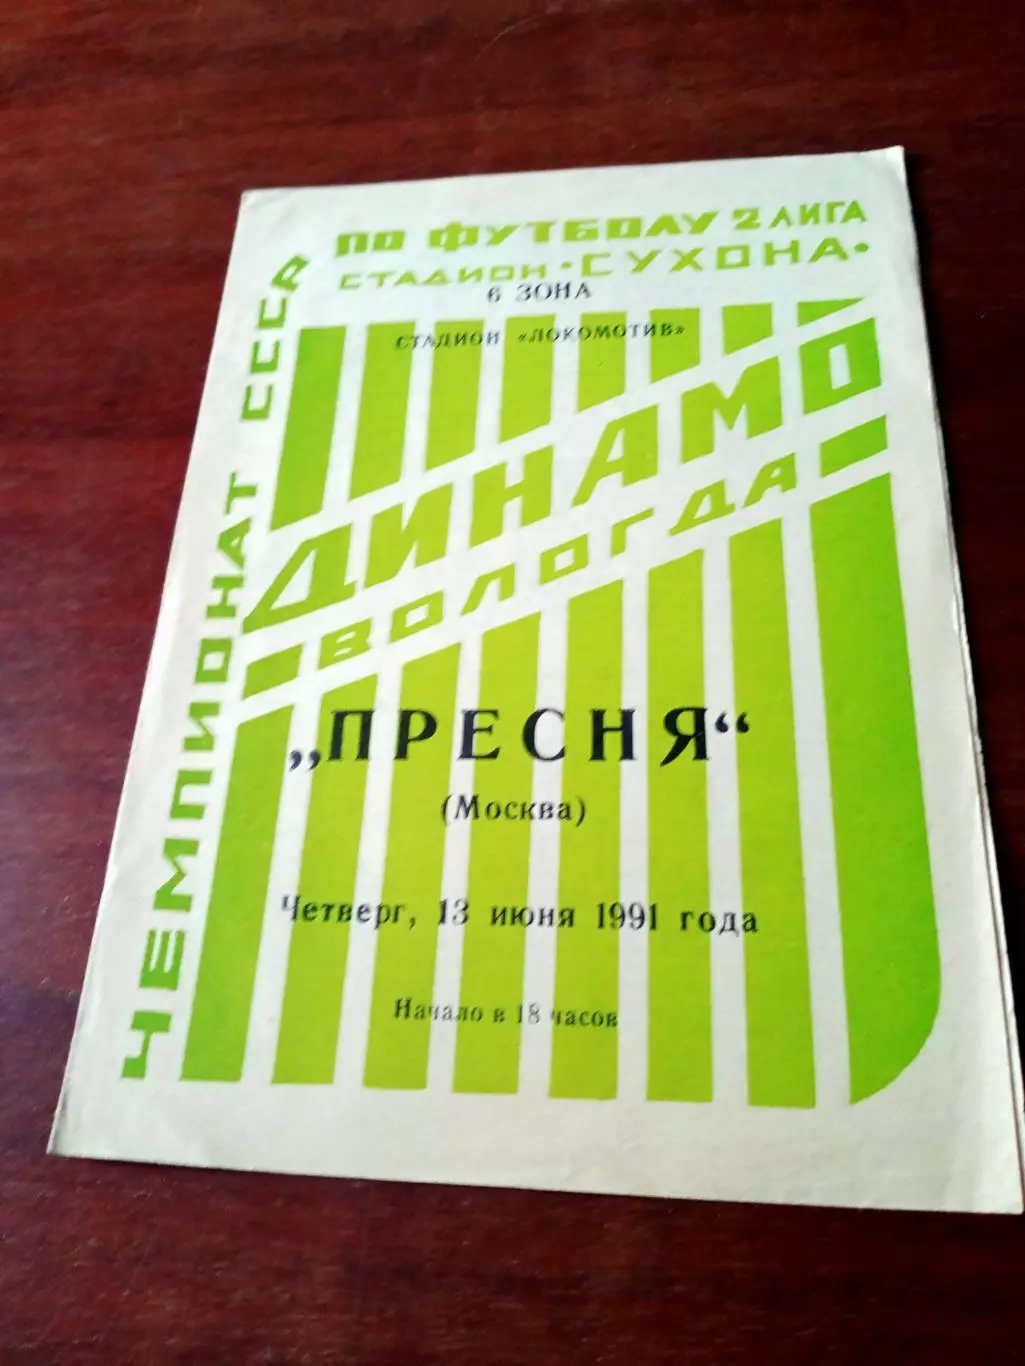 ЧЕМПИОНАТ СССР
ПО ФУТБОЛУ 2 ЛИГА
СТАДИОН • СУХОНА •
6 ЗОНА
СТАДИОН «ЛОКОМОТИВ»
ДИНАМО
ВОЛОГДА
„ПРЕСНЯ“
(Москва)
Четверг, 13 июня 1991 года
Начало в 18 часов